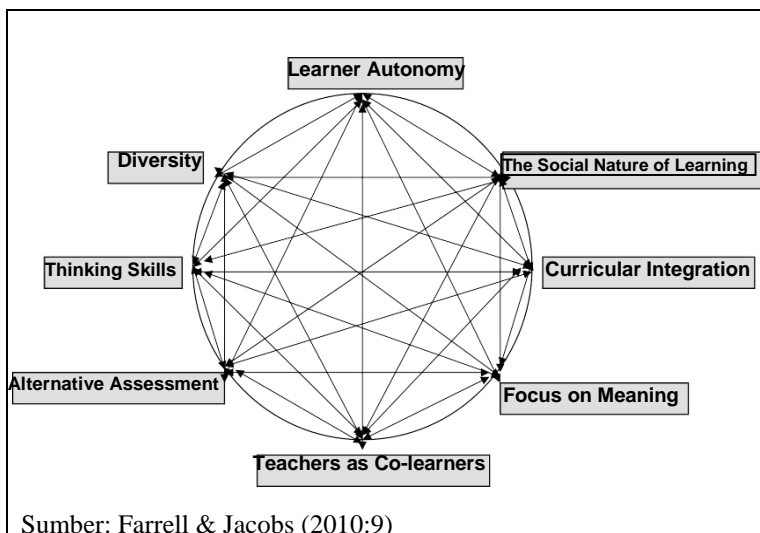 Learner Autonomy
Diversity
The Social Nature of Learning
Thinking Skills
Curricular Integration
Alternative Assessment
Focus on Meaning
Teachers as Co-learners
Sumber: Farrell & Jacobs (2010:9)